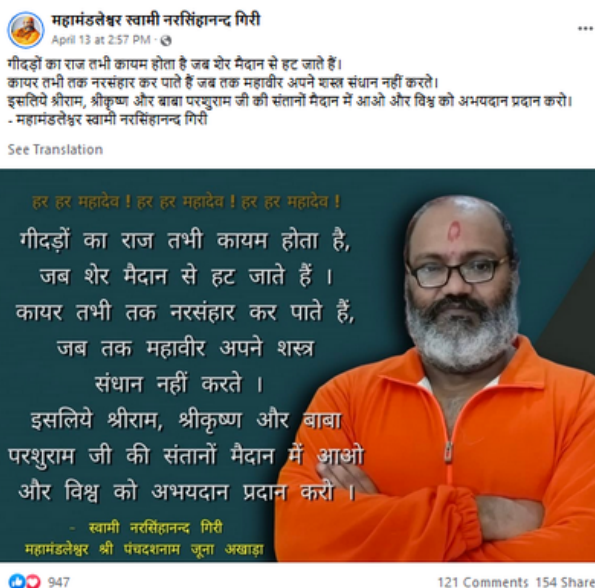 महामंडलेश्वर स्वामी नरसिंहानन्द गिरी
April 13 at 2:57 PM ·
गीदड़ों का राज तभी कायम होता है जब शेर मैदान से हट जाते हैं।
कायर तभी तक नरसंहार कर पाते हैं जब तक महावीर अपने शस्त्र संधान नहीं करते।
इसलिये श्रीराम, श्रीकृष्ण और बाबा परशुराम जी की संतानों मैदान में आओ और विश्व को अभयदान प्रदान करो।
- महामंडलेश्वर स्वामी नरसिंहानन्द गिरी
See Translation
हर हर महादेव ! हर हर महादेव ! हर हर महादेव !
गीदड़ों का राज तभी कायम होता है,
जब शेर मैदान से हट जाते हैं ।
कायर तभी तक नरसंहार कर पाते हैं,
जब तक महावीर अपने शस्त्र
संधान नहीं करते ।
इसलिये श्रीराम, श्रीकृष्ण और बाबा
परशुराम जी की संतानों मैदान में आओ
और विश्व को अभयदान प्रदान करो ।
- स्वामी नरसिंहानन्द गिरी
महामंडलेश्वर श्री पंचदशनाम जूना अखाड़ा
947
121 Comments 154 Share